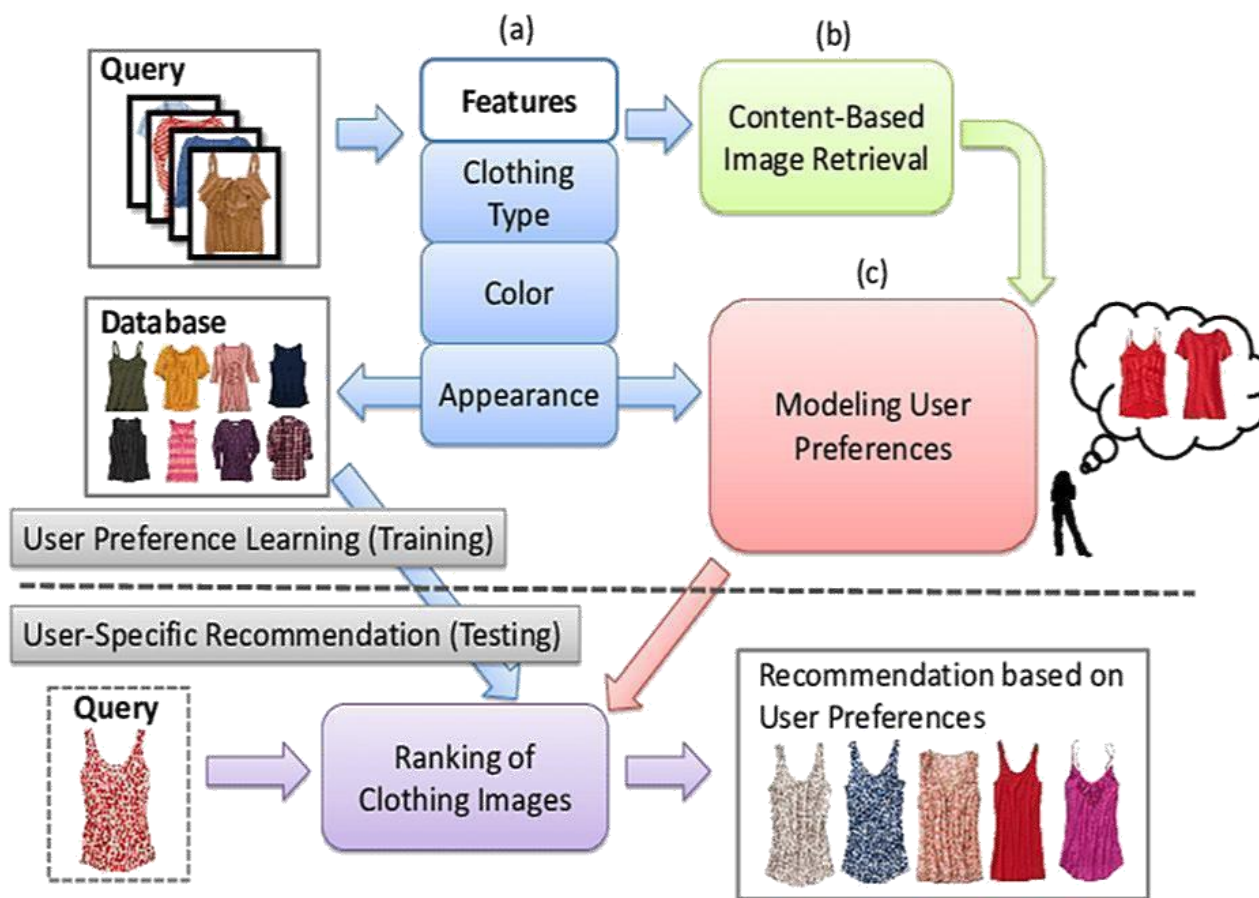 (a)
(b)
Query
Features
Content-Based
Image Retrieval
Clothing
Type
Color
(c)
Database
Appearance
Modeling User
Preferences
User Preference Learning (Training)
User-Specific Recommendation (Testing)
Query
Ranking of
Clothing Images
Recommendation based on
User Preferences